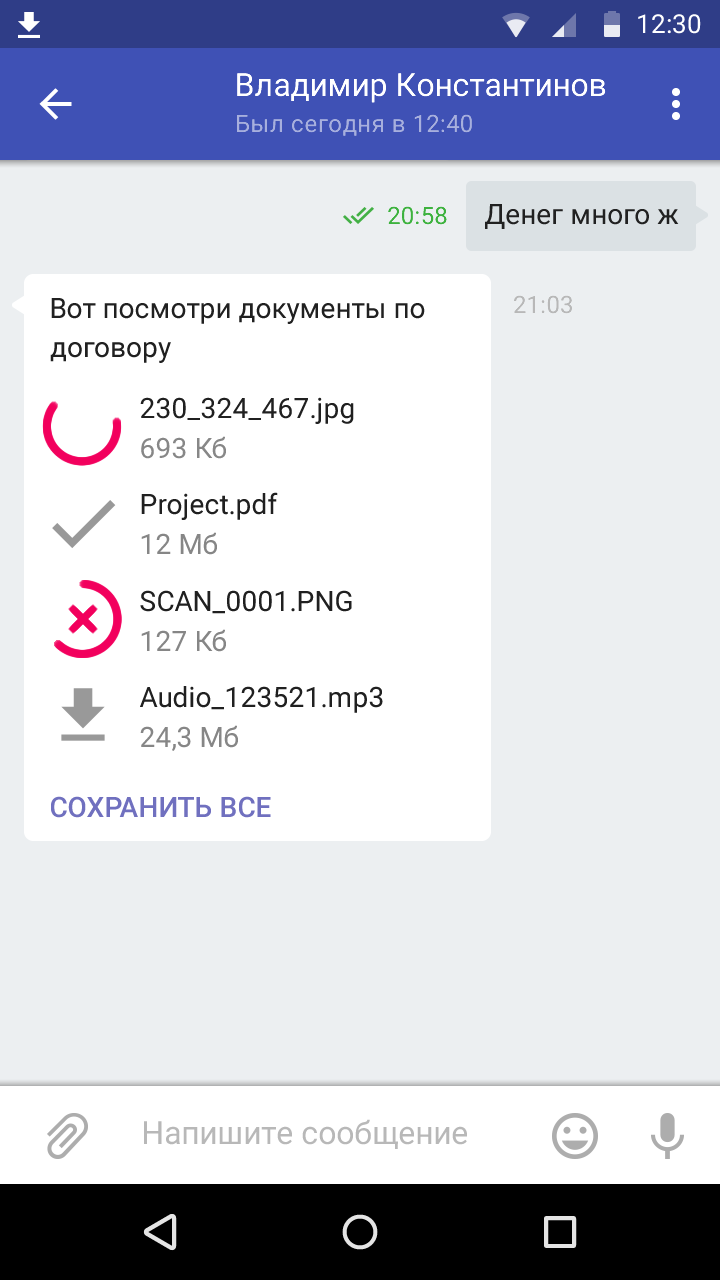 12:30
Владимир Константинов
Был сегодня в 12:40
20:58
Денег много ж
Вот посмотри документы по
договору
21:03
230_324_467.jpg
693 Кб
Project.pdf
12 Мб
SCAN_0001.PNG
127 Кб
Audio_123521.mp3
24,3 Мб
СОХРАНИТЬ ВСЕ
Напишите сообщение